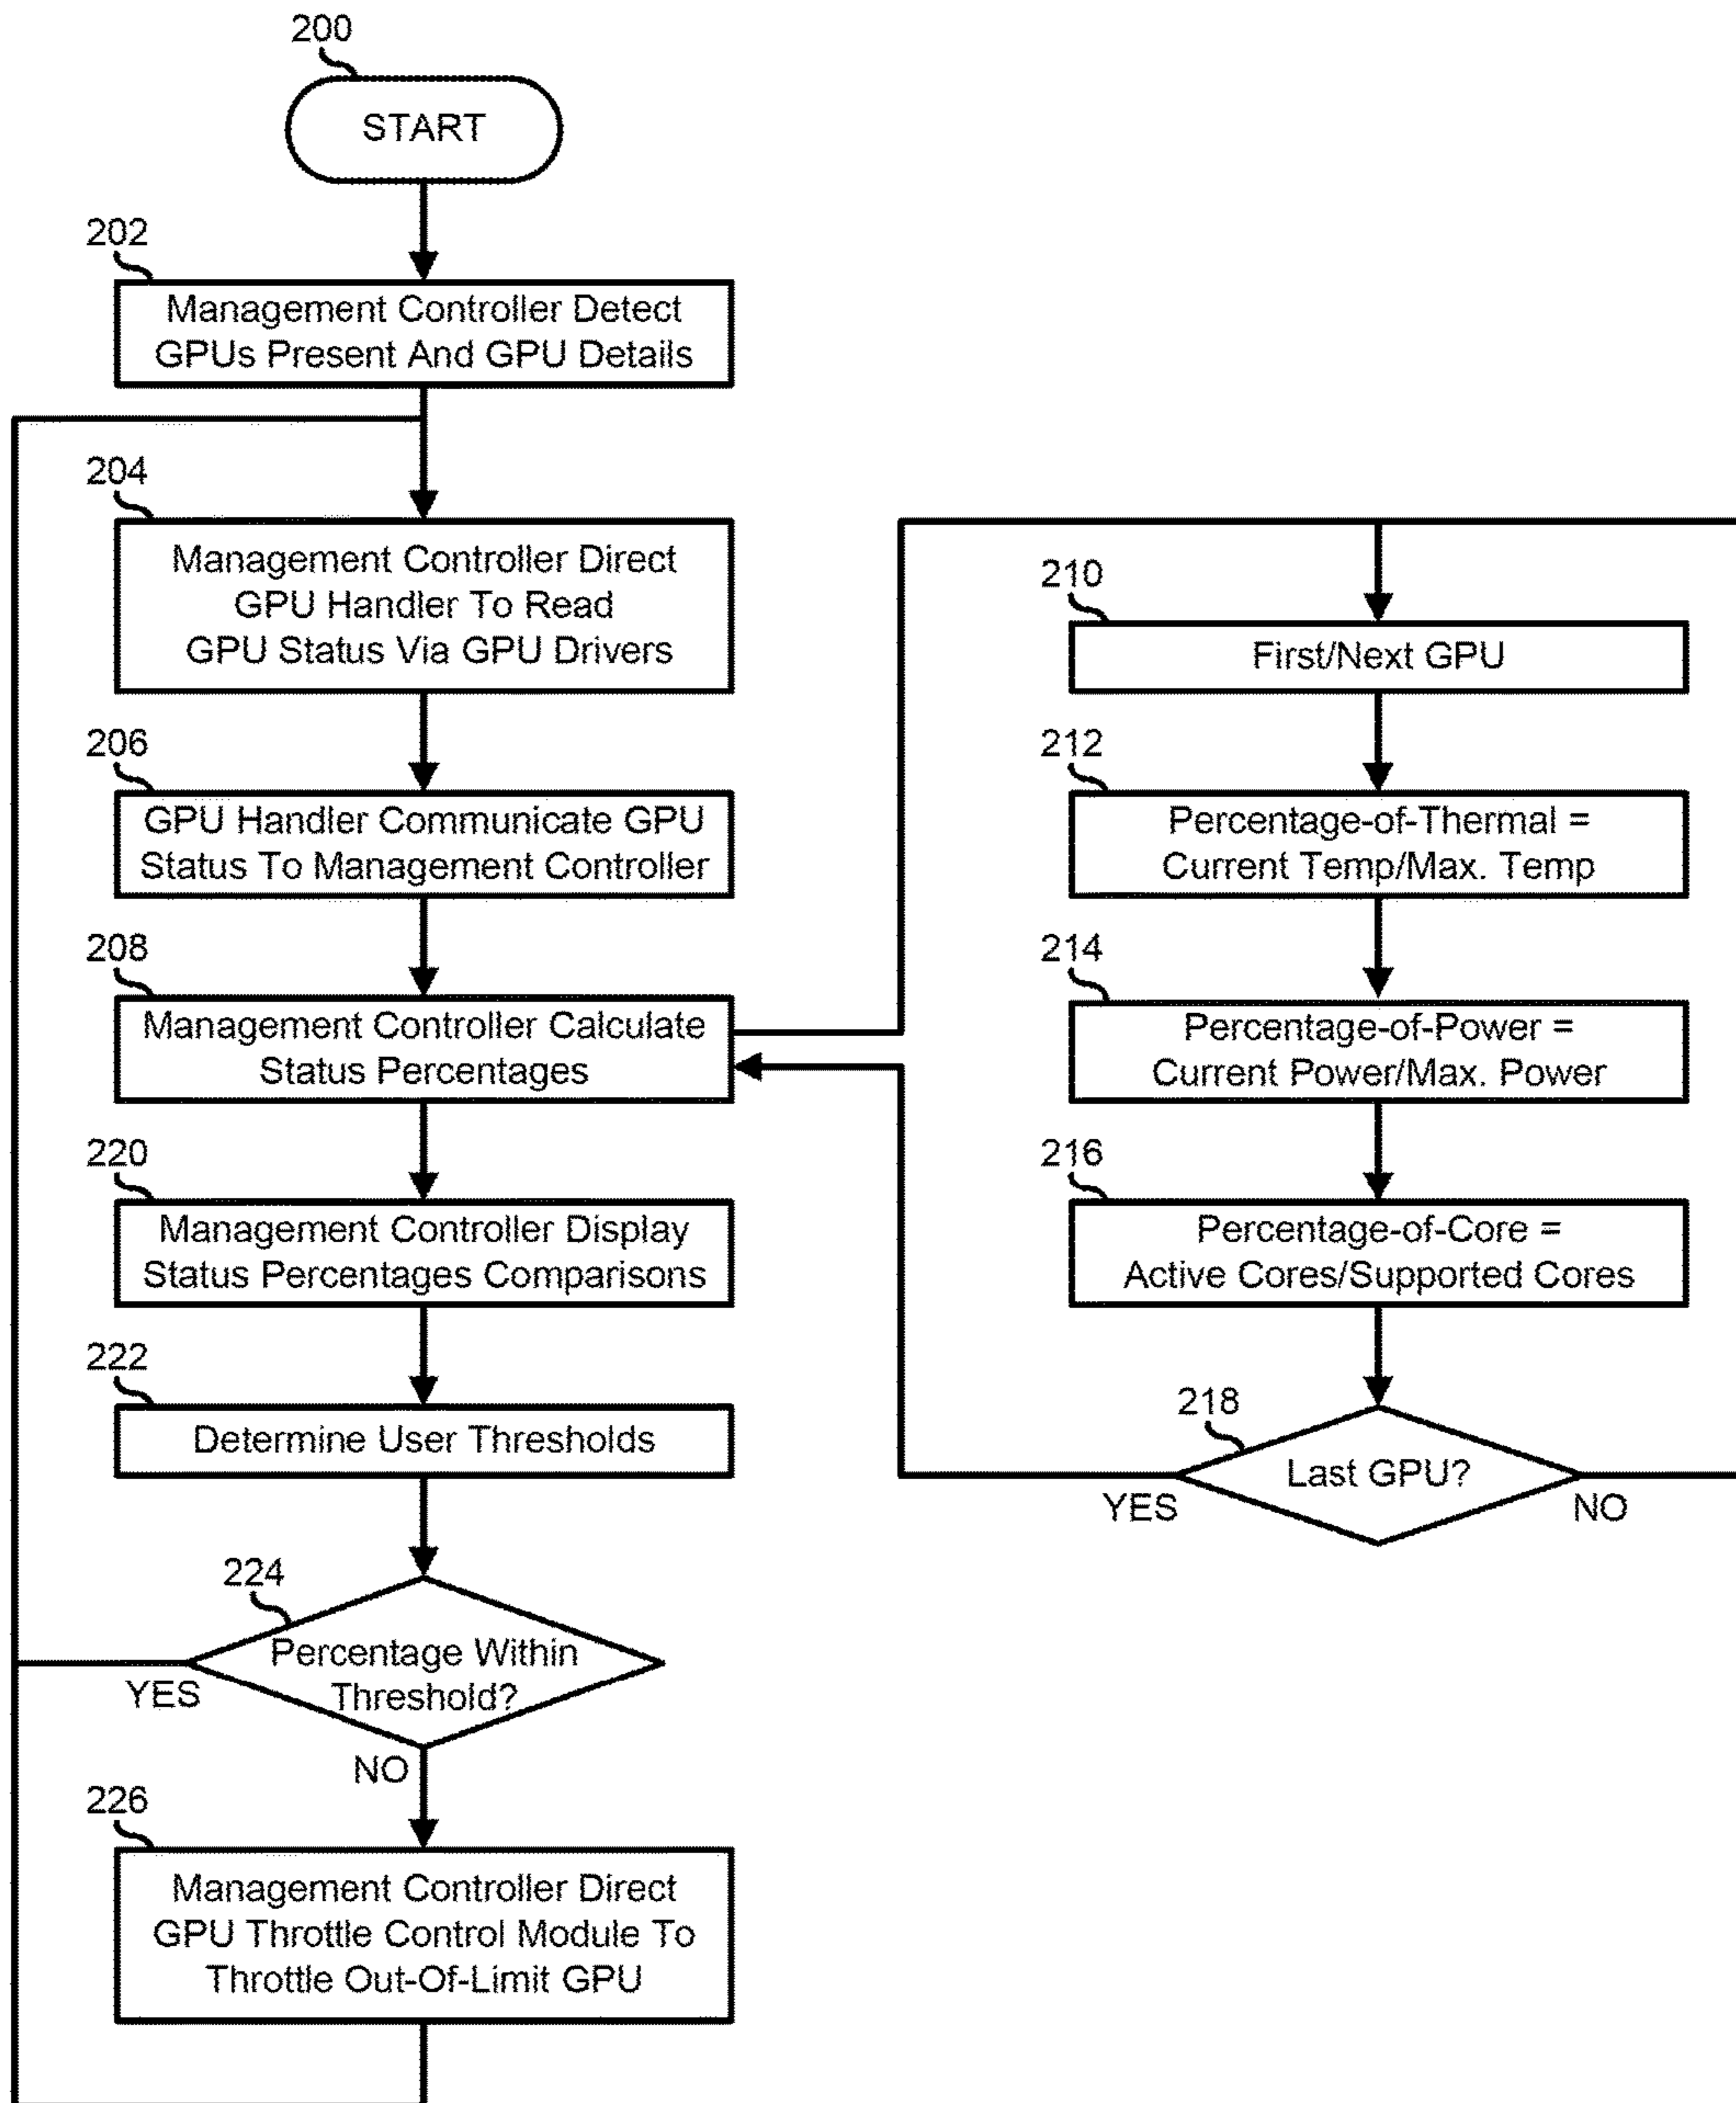 200
START
202
Management Controller Detect
GPUs Present And GPU Details
204
Management Controller Direct
GPU Handler To Read
GPU Status Via GPU Drivers
206
GPU Handler Communicate GPU
Status To Management Controller
208
Management Controller Calculate
Status Percentages
220
Management Controller Display
Status Percentages Comparisons
222
Determine User Thresholds
224
Percentage Within
Threshold?
YES
NO
226
Management Controller Direct
GPU Throttle Control Module To
Throttle Out-Of-Limit GPU
210
First/Next GPU
212
Percentage-of-Thermal =
Current Temp/Max. Temp
214
Percentage-of-Power =
Current Power/Max. Power
216
Percentage-of-Core =
Active Cores/Supported Cores
218
Last GPU?
YES
NO